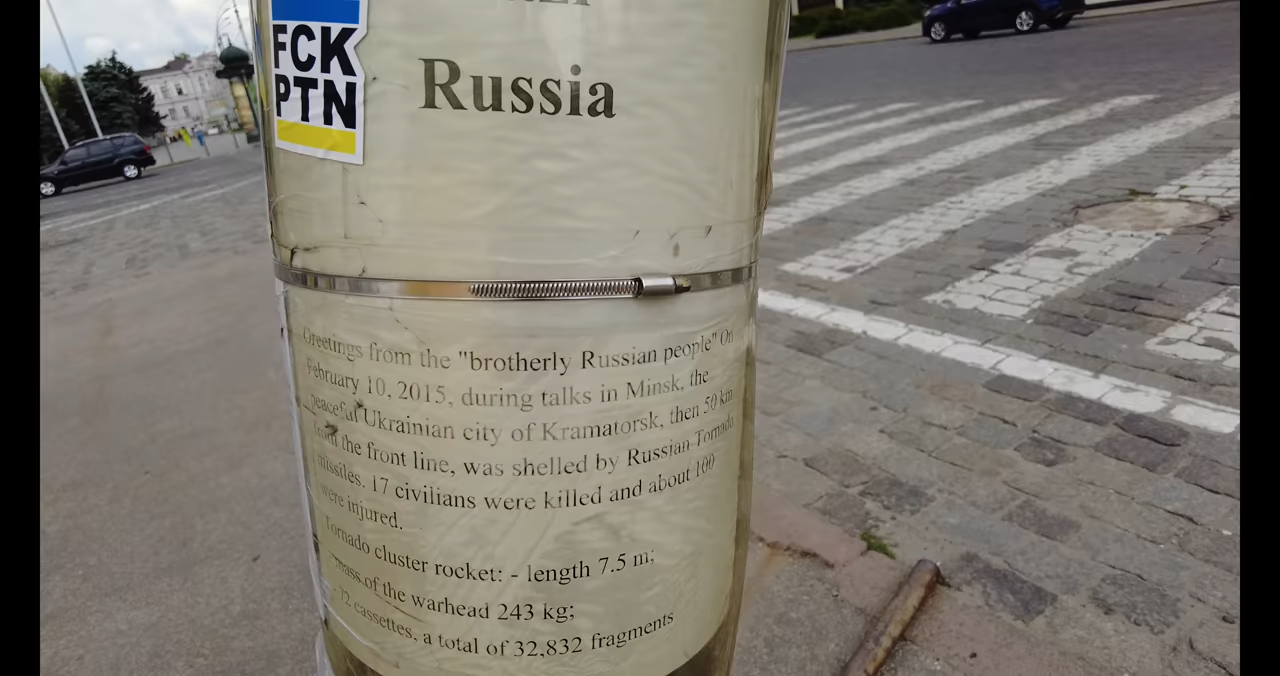 FCK
PTN
Russia
Greetings from the "brotherly Russian people" On
February 10, 2015, during talks in Minsk, the
peaceful Ukrainian city of Kramatorsk, then 50 km
from the front line, was shelled by Russian Tornado
missiles. 17 civilians were killed and about 100
were injured.
Tornado cluster rocket: - length 7.5 m;
mass of the warhead 243 kg;
- 72 cassettes, a total of 32,832 fragments